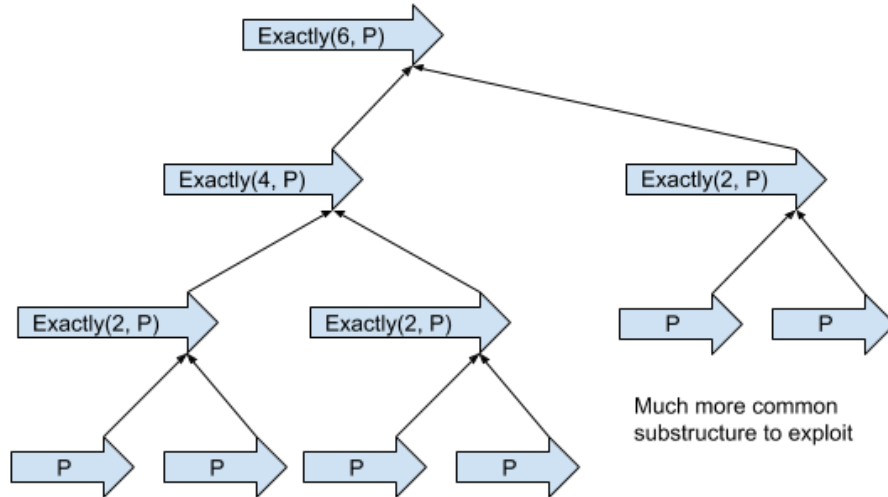 Exactly(6, P)
Exactly(4, P)
Exactly(2, P)
Exactly(2, P)
Exactly(2, P)
P
P
Much more common
substructure to exploit
P
P
P
P